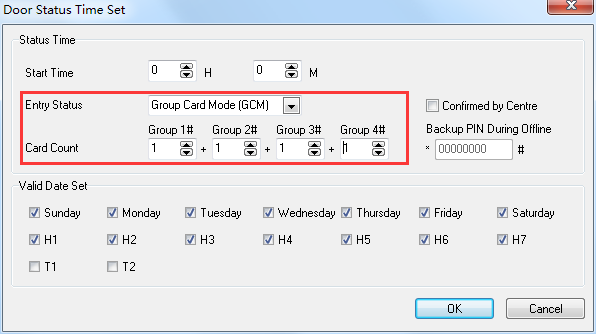 Door Status Time Set
Status Time
Start Time 0 H 0 M
Entry Status Group Card Mode (GCM) Confirmed by Centre
Group 1# Group 2# Group 3# Group 4# Backup PIN During Offline
Card Count 1 + 1 + 1 + 1 * 00000000 #
Valid Date Set
Sunday Monday Tuesday Wednesday Thursday Friday Saturday
H1 H2 H3 H4 H5 H6 H7
T1 T2
OK Cancel